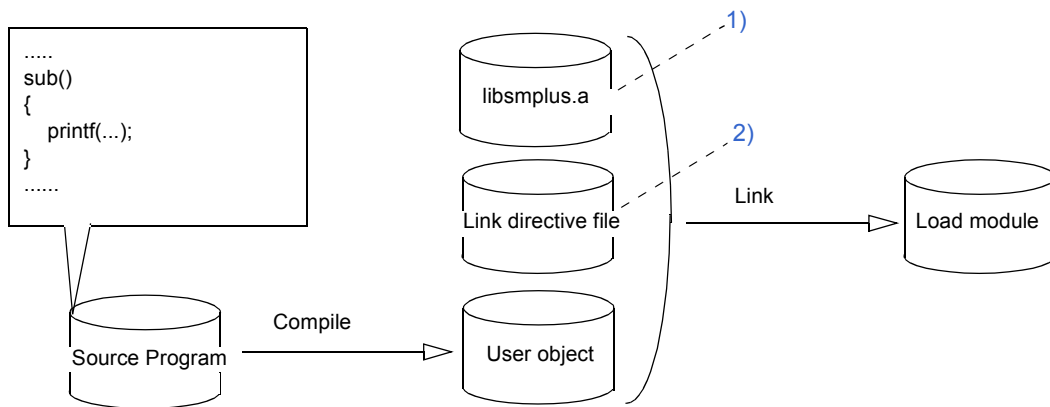 .....
sub()
{
printf(...);
}
......
1)
libsmplus.a
2)
Link directive file
Link
Load module
Compile
Source Program
User object